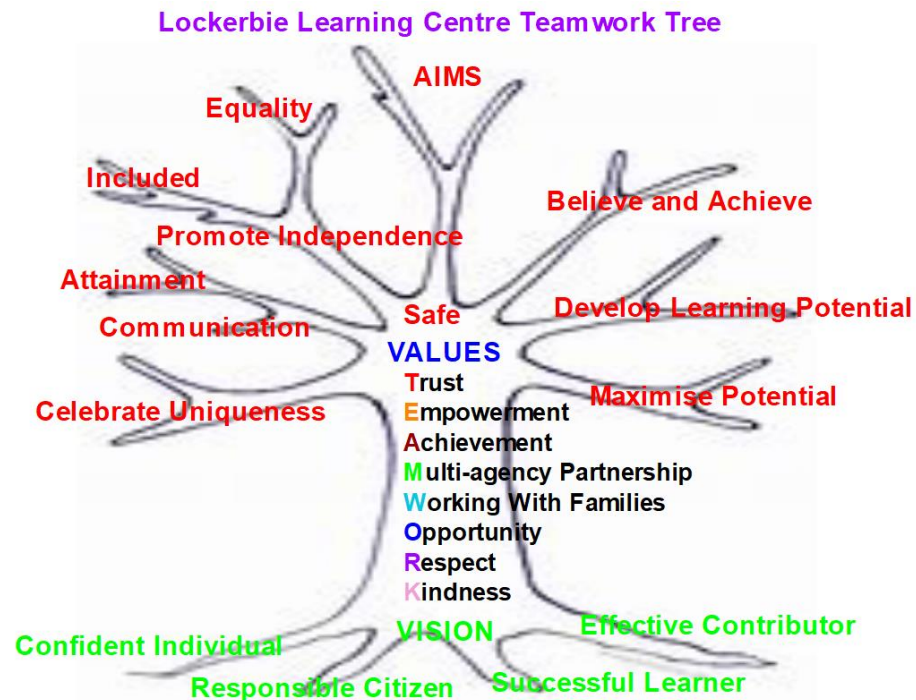 Lockerbie Learning Centre Teamwork Tree
AIMS
Equality
Included
Believe and Achieve
Promote Independence
Attainment
Develop Learning Potential
Safe
Communication
VALUES
Trust
Maximise Potential
Empowerment
Celebrate Uniqueness
Achievement
Multi-agency Partnership
Working With Families
Opportunity
Respect
Kindness
Effective Contributor
VISION
Confident Individual
Successful Learner
Responsible Citizen